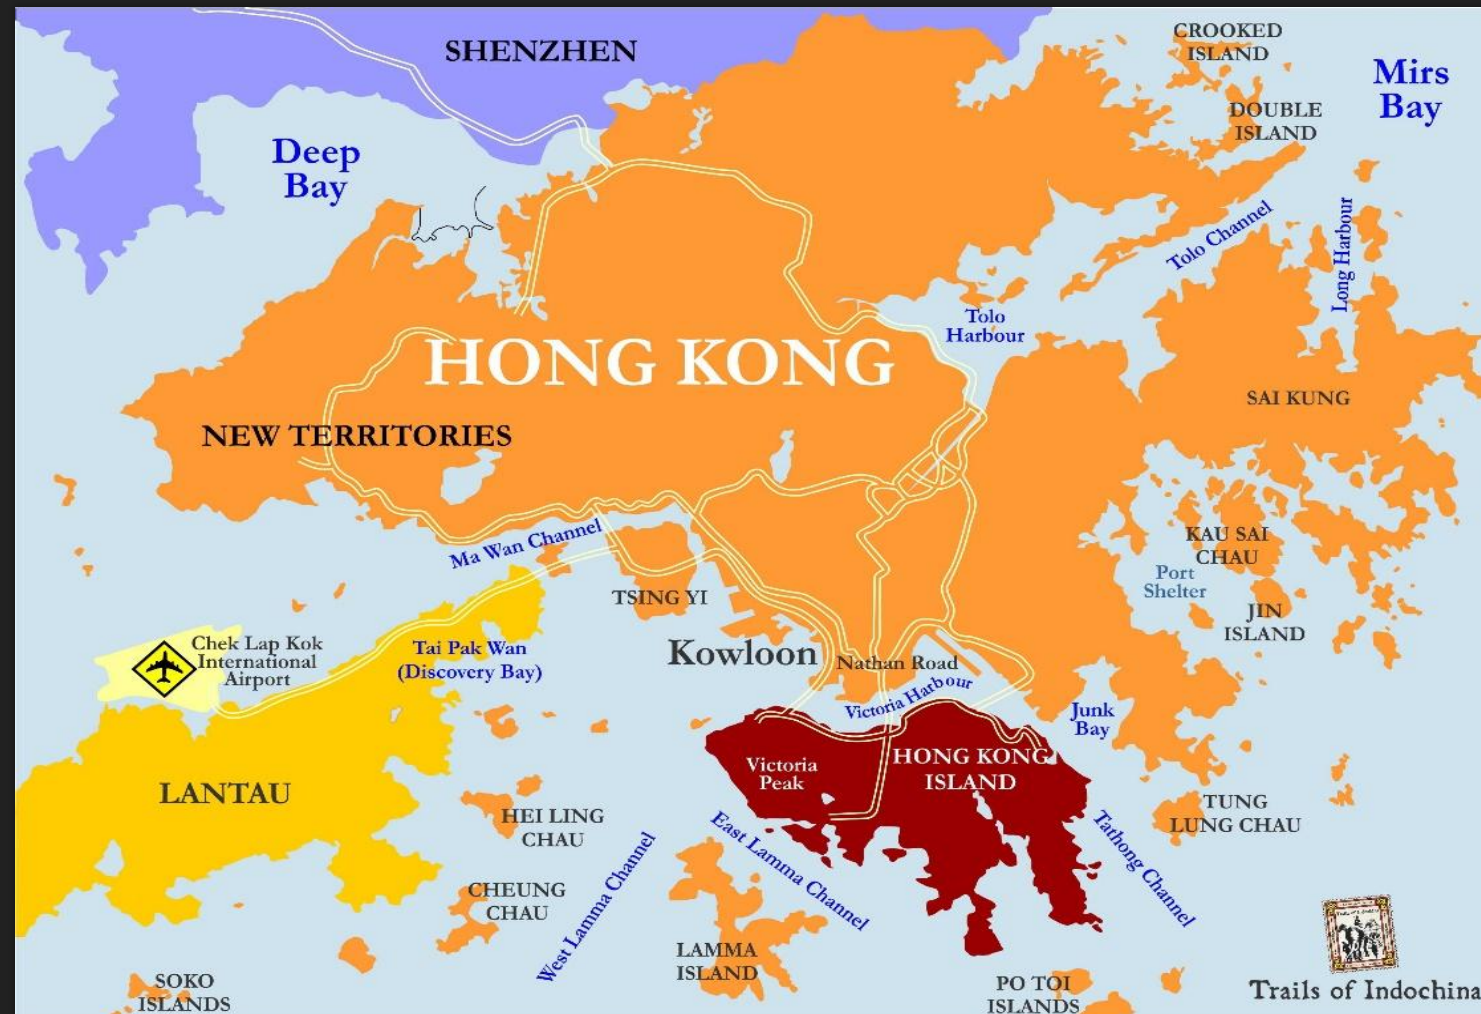 SHENZHEN
CROOKED
ISLAND
Mirs
Bay
DOUBLE
ISLAND
Deep
Bay
Tolo Channel
Long Harbour
Tolo
Harbour
HONG KONG
SAI KUNG
NEW TERRITORIES
Ma Wan Channel
KAU SAI
CHAU
Port
Shelter
TSING YI
JIN
ISLAND
Chek Lap Kok
International
Airport
Tai Pak Wan
(Discovery Bay)
Kowloon
Nathan Road
Victoria Harbour
Junk
Bay
HONG KONG
ISLAND
Victoria
Peak
LANTAU
HEI LING
CHAU
TUNG
LUNG CHAU
East Lamma Channel
Tathong Channel
West Lamma Channel
CHEUNG
CHAU
LAMMA
ISLAND
SOKO
ISLANDS
PO TOI
ISLANDS
Trails of Indochina